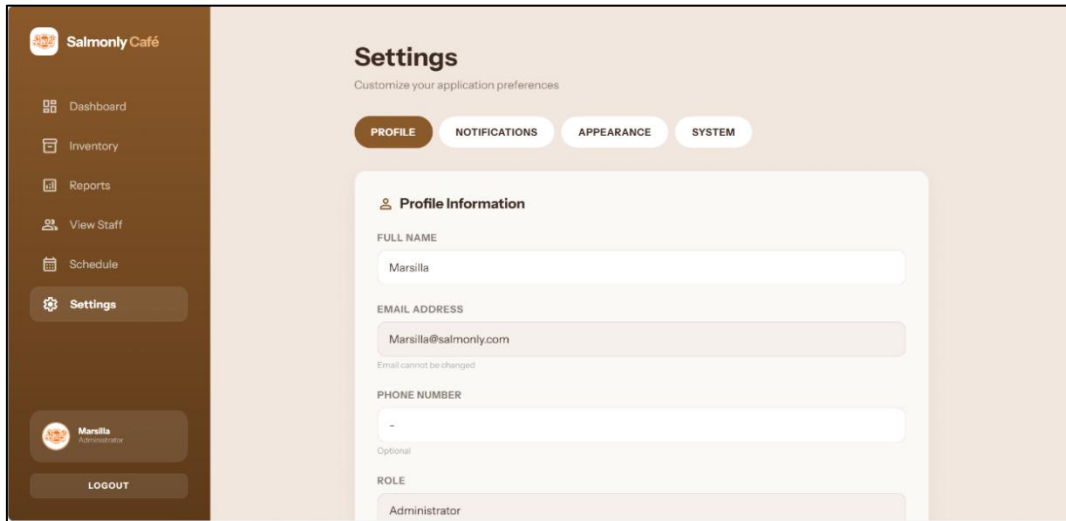 Salmonly Café
Dashboard
Inventory
Reports
View Staff
Schedule
Settings
Marsilla
Administrator
LOGOUT
Settings
Customize your application preferences
PROFILE
NOTIFICATIONS
APPEARANCE
SYSTEM
Profile Information
FULL NAME
Marsilla
EMAIL ADDRESS
Marsilla@salmonly.com
Email cannot be changed
PHONE NUMBER
-
Optional
ROLE
Administrator